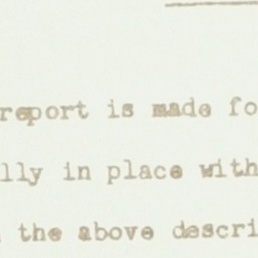 report is made fo
lly in place with
the above descri